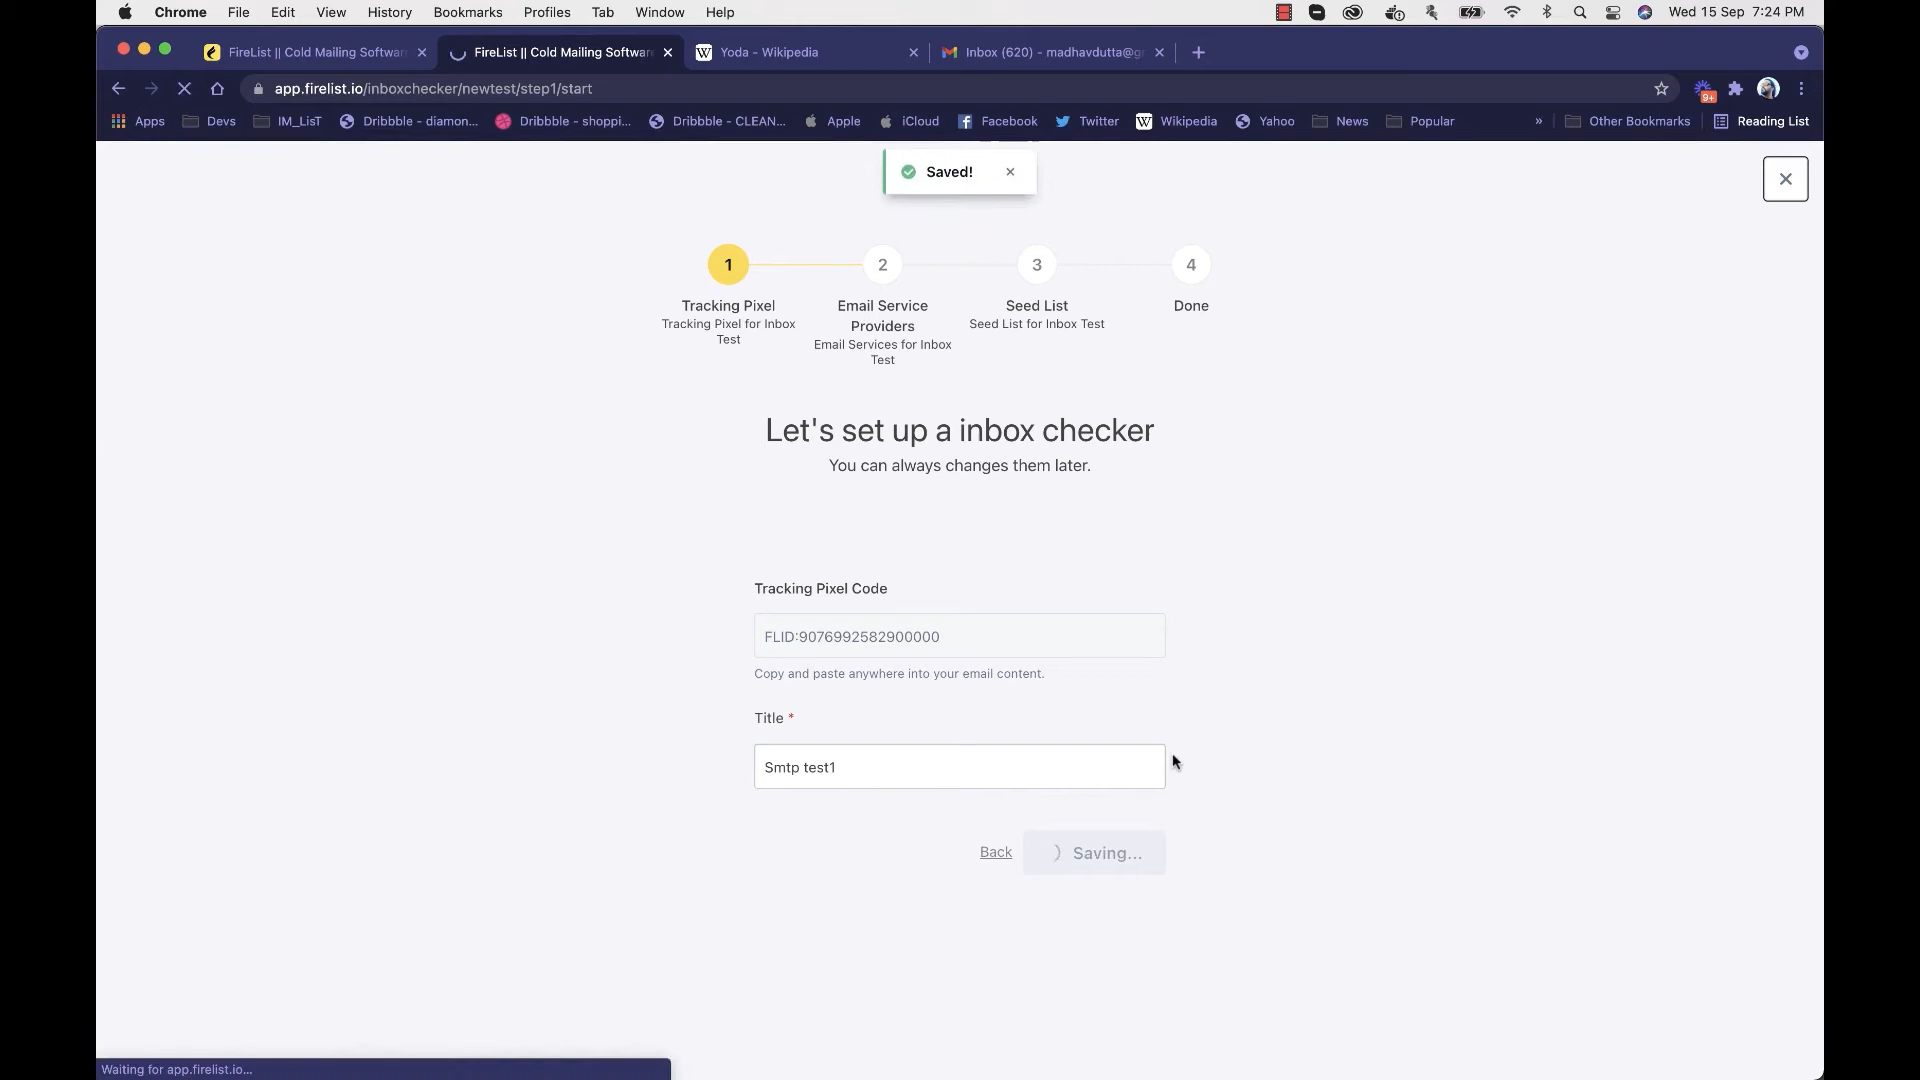 Chrome File Edit View History Bookmarks Profiles Tab Window Help Wed 15 Sep 7:24 PM
FireList || Cold Mailing Softwar FireList || Cold Mailing Softwar Yoda - Wikipedia Inbox (620) - madhavdutta@g
app.firelist.io/inboxchecker/newtest/step1/start 9+
Apps Devs IM_LisT Dribbble - diamon... Dribbble - shoppi... Dribbble - CLEAN... Apple iCloud Facebook Twitter Wikipedia Yahoo News Popular » Other Bookmarks Reading List
Saved!
1 2 3 4
Tracking Pixel
Tracking Pixel for Inbox
Test
Email Service
Providers
Email Services for Inbox
Test
Seed List
Seed List for Inbox Test
Done
Let's set up a inbox checker
You can always changes them later.
Tracking Pixel Code
FLID:9076992582900000
Copy and paste anywhere into your email content.
Title *
Smtp test1
Back Saving...
Waiting for app.firelist.io...